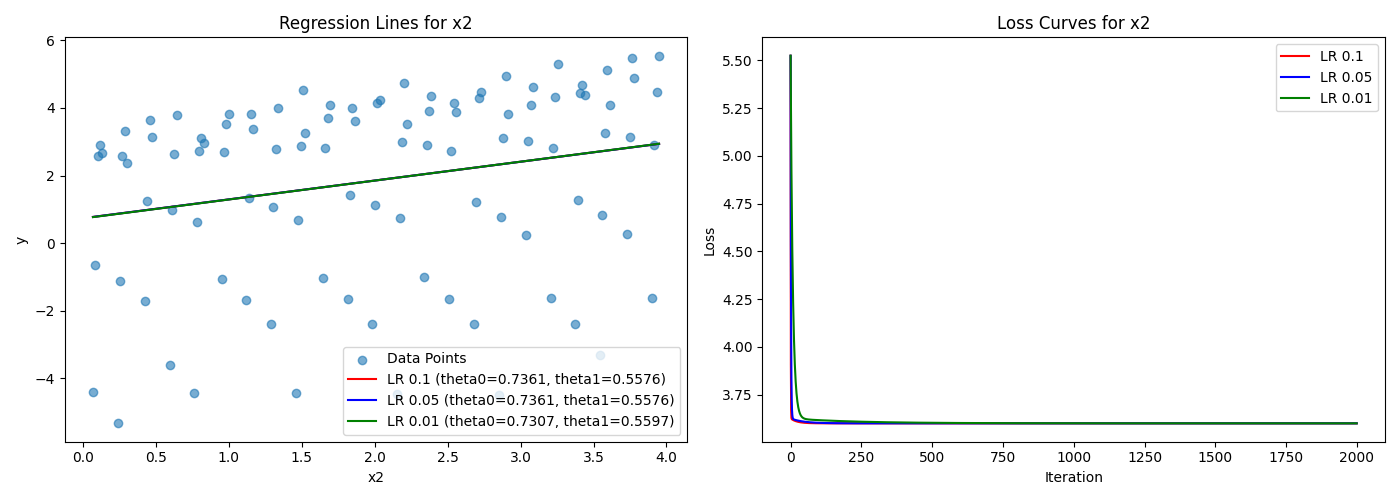 Regression Lines for x2
6
4
2
0
−2
−4
y
0.0 0.5 1.0 1.5 2.0 2.5 3.0 3.5 4.0
x2
Data Points
LR 0.1 (theta0=0.7361, theta1=0.5576)
LR 0.05 (theta0=0.7361, theta1=0.5576)
LR 0.01 (theta0=0.7307, theta1=0.5597)
Loss Curves for x2
5.50
5.25
5.00
4.75
4.50
4.25
4.00
3.75
Loss
0 250 500 750 1000 1250 1500 1750 2000
Iteration
LR 0.1
LR 0.05
LR 0.01